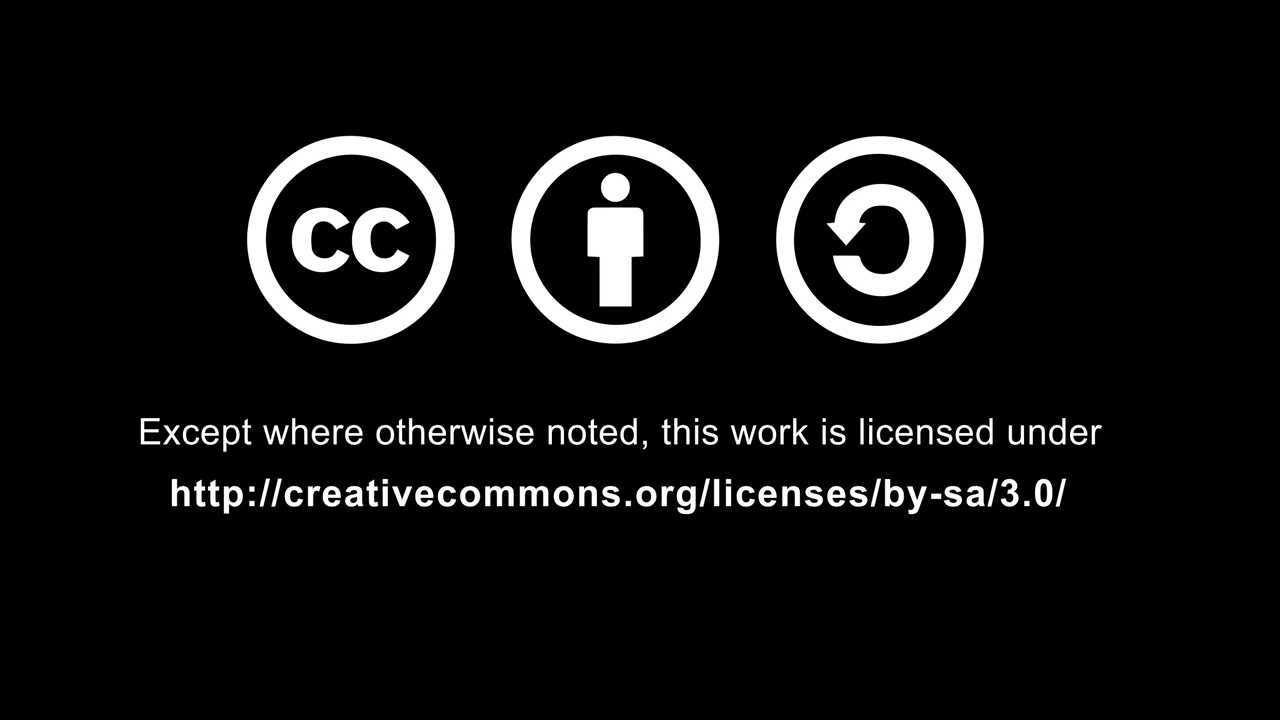 cc
Except where otherwise noted, this work is licensed under
http://creativecommons.org/licenses/by-sa/3.0/